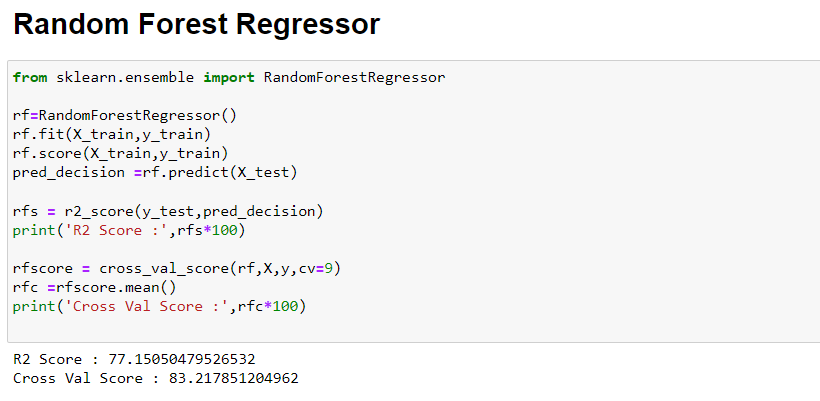 Random Forest Regressor
from sklearn.ensemble import RandomForestRegressor
rf=RandomForestRegressor()
rf.fit(X_train,y_train)
rf.score(X_train,y_train)
pred_decision =rf.predict(X_test)
rfs = r2_score(y_test,pred_decision)
print('R2 Score :',rfs*100)
rfscore = cross_val_score(rf,X,y,cv=9)
rfc =rfscore.mean()
print('Cross Val Score :',rfc*100)
R2 Score : 77.15050479526532
Cross Val Score : 83.217851204962